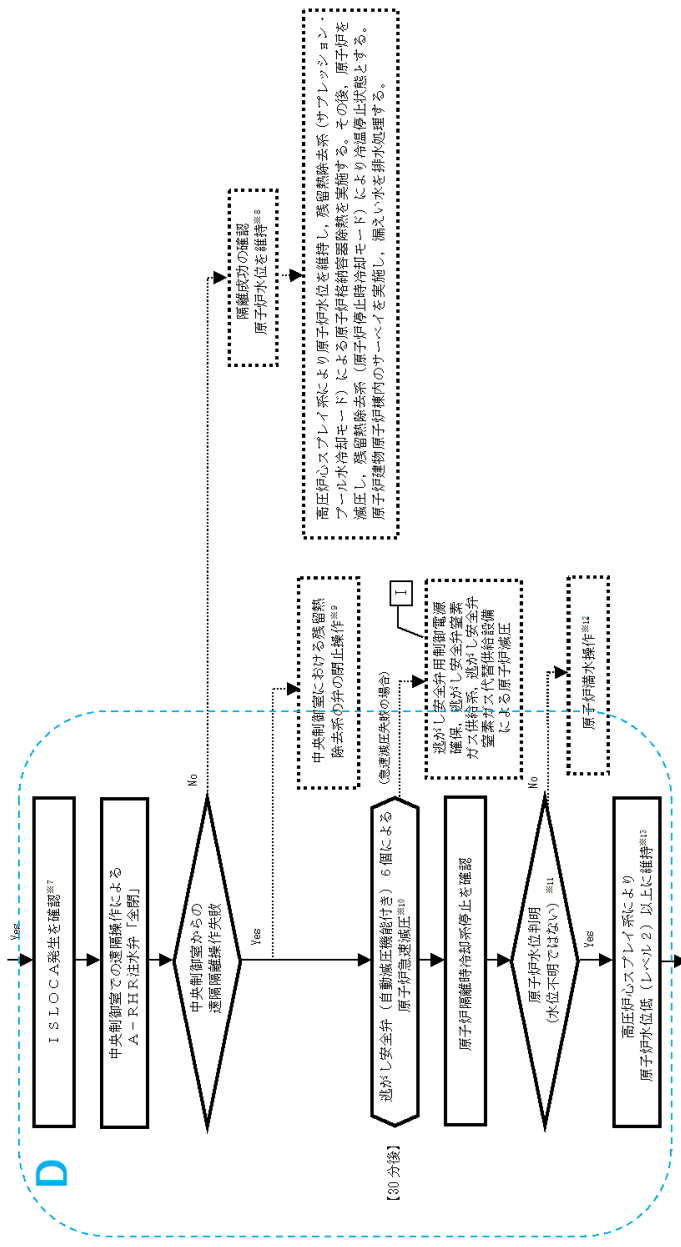 D
Yes
ＩＳＬＯＣＡ発生を確認※7
中央制御室での遠隔操作による
Ａ－ＲＨＲ注水弁「全閉」
中央制御室からの
遠隔隔離操作失敗
No
隔離成功の確認
原子炉水位を維持※8
高圧炉心スプレイ系により原子炉水位を維持し，残留熱除去系（サプレッション・
プール水冷却モード）による原子炉格納容器除熱を実施する。その後，原子炉を
減圧し，残留熱除去系（原子炉停止時冷却モード）により冷温停止状態とする。
原子炉建物原子炉棟内のサーベイを実施し，漏えい水を排水処理する。
Yes
中央制御室における残留熱
除去系の弁の閉止操作※9
【30分後】
逃がし安全弁（自動減圧機能付き）６個による
原子炉急速減圧※10
（急速減圧失敗の場合）
Ｉ
逃がし安全弁用制御電源
確保，逃がし安全弁窒素
ガス供給系，逃がし安全弁
窒素ガス代替供給設備
による原子炉減圧
原子炉隔離時冷却系停止を確認
原子炉水位判明
（水位不明ではない）※11
No
原子炉満水操作※12
Yes
高圧炉心スプレイ系により
原子炉水位低（レベル２）以上に維持※13